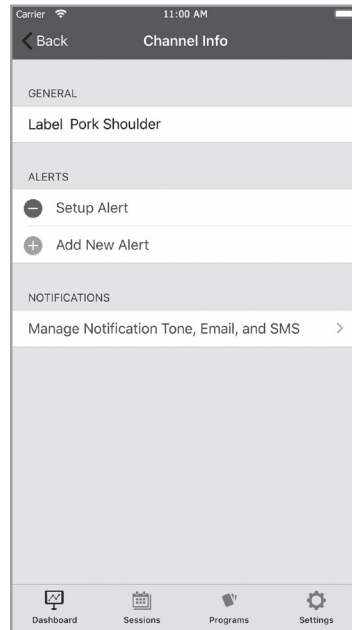 Carrier 11:00 AM
Back Channel Info
GENERAL
Label Pork Shoulder
ALERTS
Setup Alert
Add New Alert
NOTIFICATIONS
Manage Notification Tone, Email, and SMS
Dashboard Sessions Programs Settings